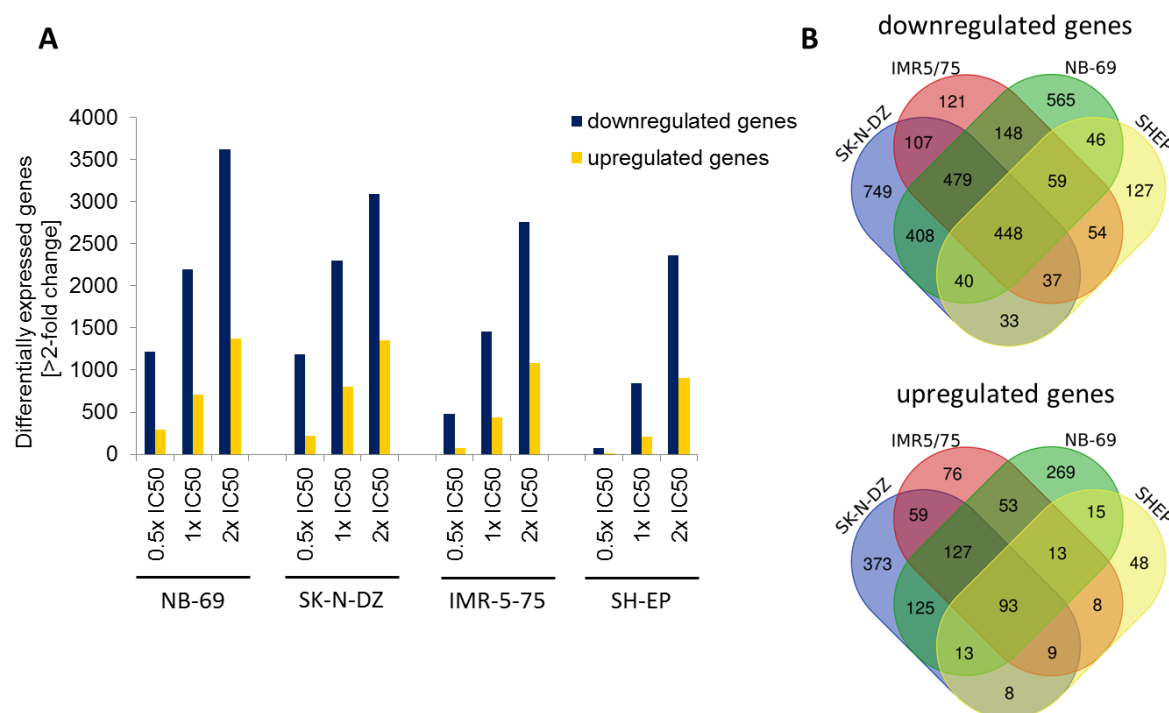 A
Differentially expressed genes
[>2-fold change]
4000
3500
3000
2500
2000
1500
1000
500
0
downregulated genes
upregulated genes
0.5x IC50
1x IC50
2x IC50
0.5x IC50
1x IC50
2x IC50
0.5x IC50
1x IC50
2x IC50
0.5x IC50
1x IC50
2x IC50
NB-69
SK-N-DZ
IMR-5-75
SH-EP
B
downregulated genes
IMR5/75
NB-69
SK-N-DZ
SHEP
121
565
107
148
46
749
479
59
127
408
448
54
40
37
33
upregulated genes
IMR5/75
NB-69
SK-N-DZ
SHEP
76
269
59
53
15
373
127
13
48
125
93
8
13
9
8